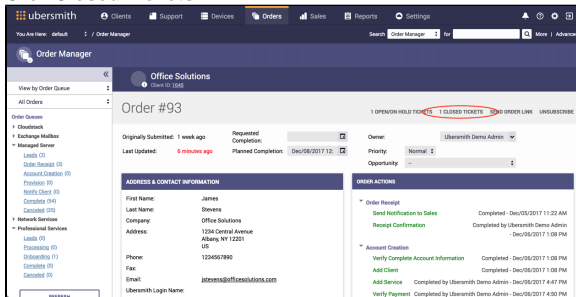 ubersmith
Clients
Support
Devices
Orders
Sales
Reports
Settings
You Are Here: default / Order Manager
Search Order Manager for
More | Advanced
Order Manager
Office Solutions
Client ID: 1045
View by Order Queue
All Orders
Order Queues
Cloudstack
Exchange Mailbox
Managed Server
Leads (3)
Order Receipt (3)
Account Creation (0)
Provision (0)
Notify Client (0)
Complete (54)
Canceled (25)
Network Services
Professional Services
Leads (0)
Processing (0)
Onboarding (1)
Complete (0)
Canceled (0)
REFRESH
Order #93
1 OPEN/ON HOLD TICKETS
1 CLOSED TICKETS
SEND ORDER LINK
UNSUBSCRIBE
Originally Submitted: 1 week ago
Requested Completion:
Last Updated: 6 minutes ago
Planned Completion: Dec/08/2017 12:
Owner: Ubersmith Demo Admin
Priority: Normal
Opportunity: --
ADDRESS & CONTACT INFORMATION
First Name: James
Last Name: Stevens
Company: Office Solutions
Address: 1234 Central Avenue
Albany, NY 12201
US
Phone: 1234567890
Fax:
Email: jstevens@officesolutions.com
Ubersmith Login Name:
ORDER ACTIONS
Order Receipt
Send Notification to Sales Completed - Dec/05/2017 11:22 AM
Receipt Confirmation Completed by Ubersmith Demo Admin
- Dec/06/2017 1:08 PM
Account Creation
Verify Complete Account Information Completed - Dec/06/2017 1:08 PM
Add Client Completed - Dec/06/2017 1:08 PM
Add Service Completed by Ubersmith Demo Admin - Dec/06/2017 4:47 PM
Verify Payment Completed by Ubersmith Demo Admin - Dec/06/2017 4:50 PM